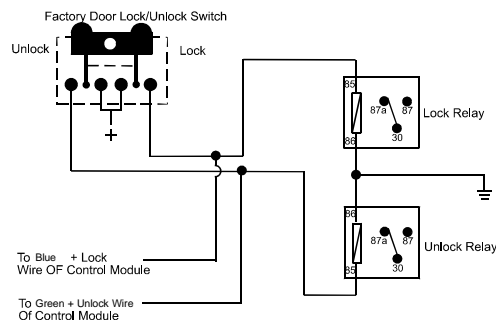 Factory Door Lock/Unlock Switch
Unlock
Lock
+
85
87a
87
30
86
Lock Relay
86
87a
87
30
85
Unlock Relay
To Blue + Lock
Wire OF Control Module
To Green + Unlock Wire
Of Control Module